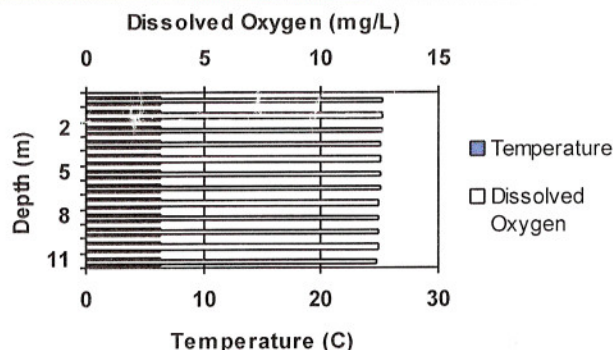 Dissolved Oxygen (mg/L)
0 5 10 15
Depth (m)
2
5
8
11
0 10 20 30
Temperature (C)
Temperature
Dissolved
Oxygen